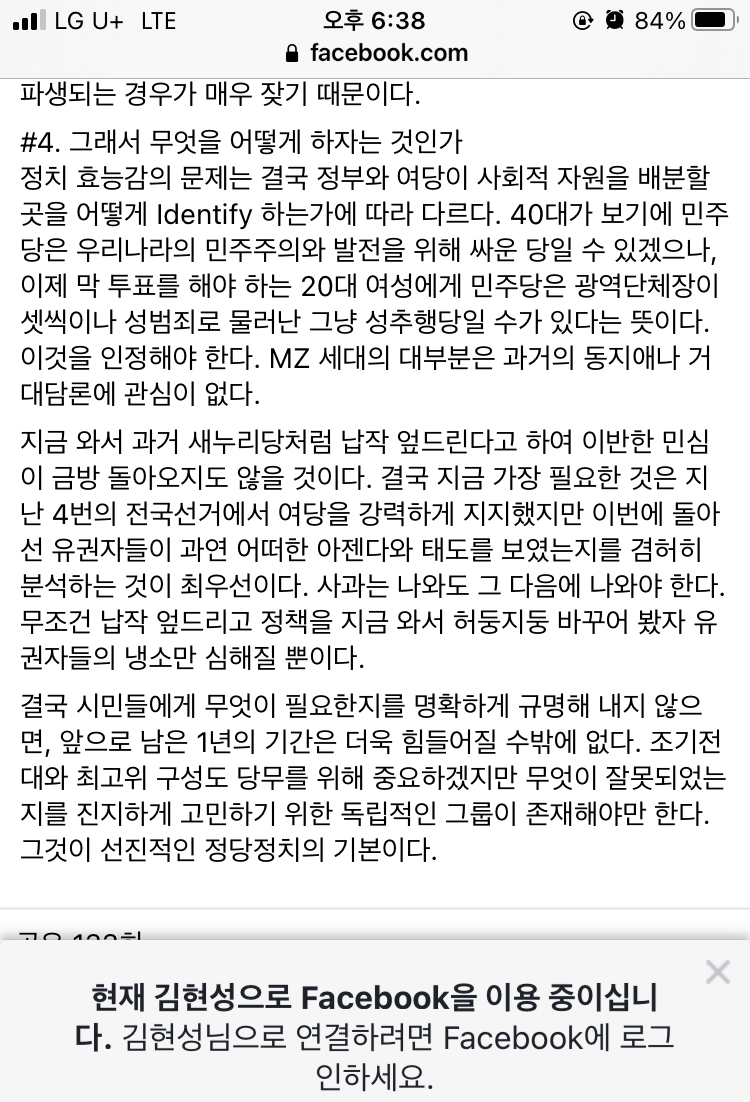 LG U+ LTE 오후 6:38 84%
facebook.com
파생되는 경우가 매우 잦기 때문이다.
#4. 그래서 무엇을 어떻게 하자는 것인가
정치 효능감의 문제는 결국 정부와 여당이 사회적 자원을 배분할
곳을 어떻게 Identify 하는가에 따라 다르다. 40대가 보기에 민주
당은 우리나라의 민주주의와 발전을 위해 싸운 당일 수 있겠으나,
이제 막 투표를 해야 하는 20대 여성에게 민주당은 광역단체장이
셋씩이나 성범죄로 물러난 그냥 성추행당일 수가 있다는 뜻이다.
이것을 인정해야 한다. MZ 세대의 대부분은 과거의 동지애나 거
대담론에 관심이 없다.
지금 와서 과거 새누리당처럼 납작 엎드린다고 하여 이반한 민심
이 금방 돌아오지도 않을 것이다. 결국 지금 가장 필요한 것은 지
난 4번의 전국선거에서 여당을 강력하게 지지했지만 이번에 돌아
선 유권자들이 과연 어떠한 아젠다와 태도를 보였는지를 겸허히
분석하는 것이 최우선이다. 사과는 나와도 그 다음에 나와야 한다.
무조건 납작 엎드리고 정책을 지금 와서 허둥지둥 바꾸어 봤자 유
권자들의 냉소만 심해질 뿐이다.
결국 시민들에게 무엇이 필요한지를 명확하게 규명해 내지 않으
면, 앞으로 남은 1년의 기간은 더욱 힘들어질 수밖에 없다. 조기전
대와 최고위 구성도 당무를 위해 중요하겠지만 무엇이 잘못되었는
지를 진지하게 고민하기 위한 독립적인 그룹이 존재해야만 한다.
그것이 선진적인 정당정치의 기본이다.
현재 김현성으로 Facebook을 이용 중이십니
다. 김현성님으로 연결하려면 Facebook에 로그
인하세요.